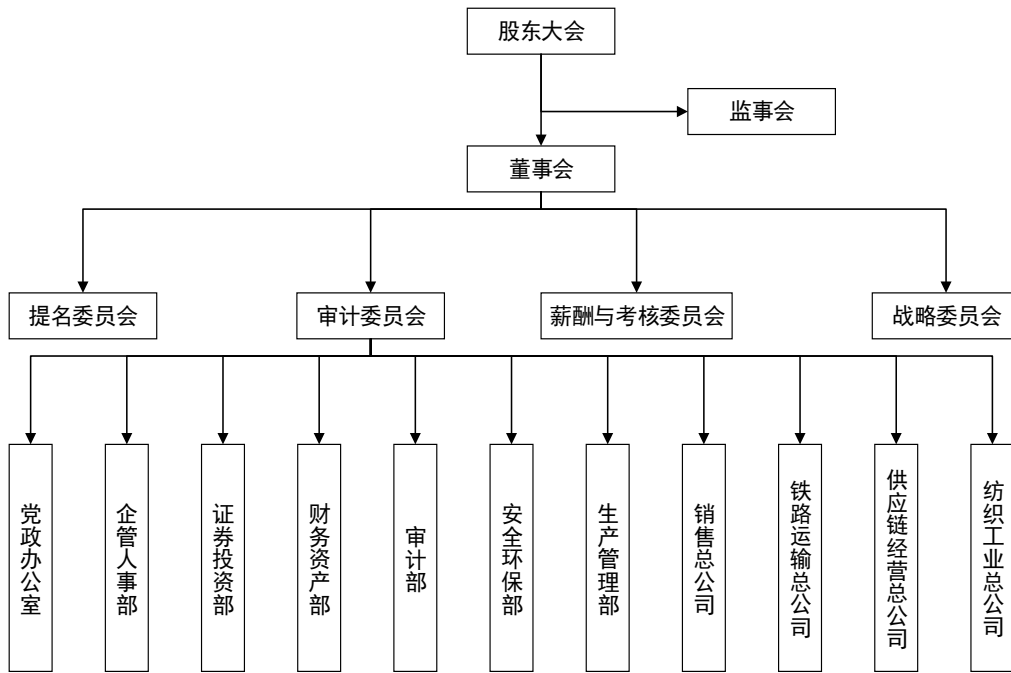 股东大会
监事会
董事会
提名委员会
审计委员会
薪酬与考核委员会
战略委员会
党政办公室
企管人事部
证券投资部
财务资产部
审计部
安全环保部
生产管理部
销售总公司
铁路运输总公司
供应链经营总公司
纺织工业总公司